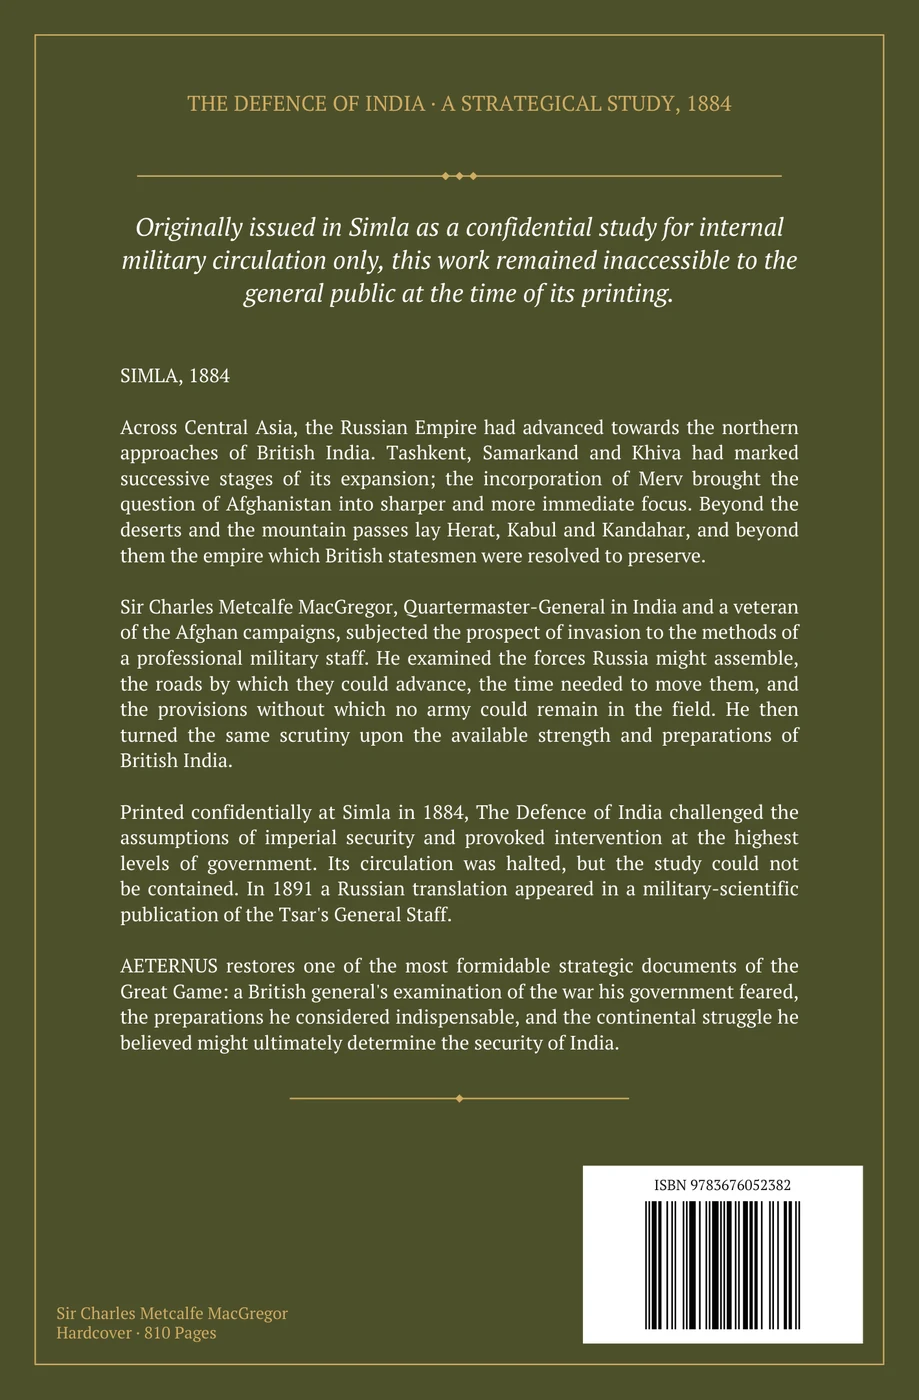 THE DEFENCE OF INDIA · A STRATEGICAL STUDY, 1884
Originally issued in Simla as a confidential study for internal
military circulation only, this work remained inaccessible to the
general public at the time of its printing.
SIMLA, 1884
Across Central Asia, the Russian Empire had advanced towards the northern
approaches of British India. Tashkent, Samarkand and Khiva had marked
successive stages of its expansion; the incorporation of Merv brought the
question of Afghanistan into sharper and more immediate focus. Beyond the
deserts and the mountain passes lay Herat, Kabul and Kandahar, and beyond
them the empire which British statesmen were resolved to preserve.
Sir Charles Metcalfe MacGregor, Quartermaster-General in India and a veteran
of the Afghan campaigns, subjected the prospect of invasion to the methods of
a professional military staff. He examined the forces Russia might assemble,
the roads by which they could advance, the time needed to move them, and
the provisions without which no army could remain in the field. He then
turned the same scrutiny upon the available strength and preparations of
British India.
Printed confidentially at Simla in 1884, The Defence of India challenged the
assumptions of imperial security and provoked intervention at the highest
levels of government. Its circulation was halted, but the study could not
be contained. In 1891 a Russian translation appeared in a military-scientific
publication of the Tsar's General Staff.
AETERNUS restores one of the most formidable strategic documents of the
Great Game: a British general's examination of the war his government feared,
the preparations he considered indispensable, and the continental struggle he
believed might ultimately determine the security of India.
ISBN 9783676052382
Sir Charles Metcalfe MacGregor
Hardcover · 810 Pages